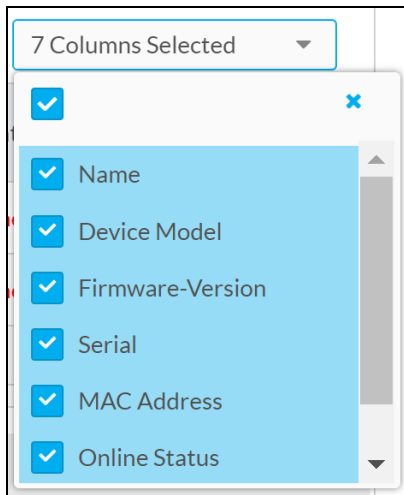 7 Columns Selected
Name
Device Model
Firmware-Version
Serial
MAC Address
Online Status